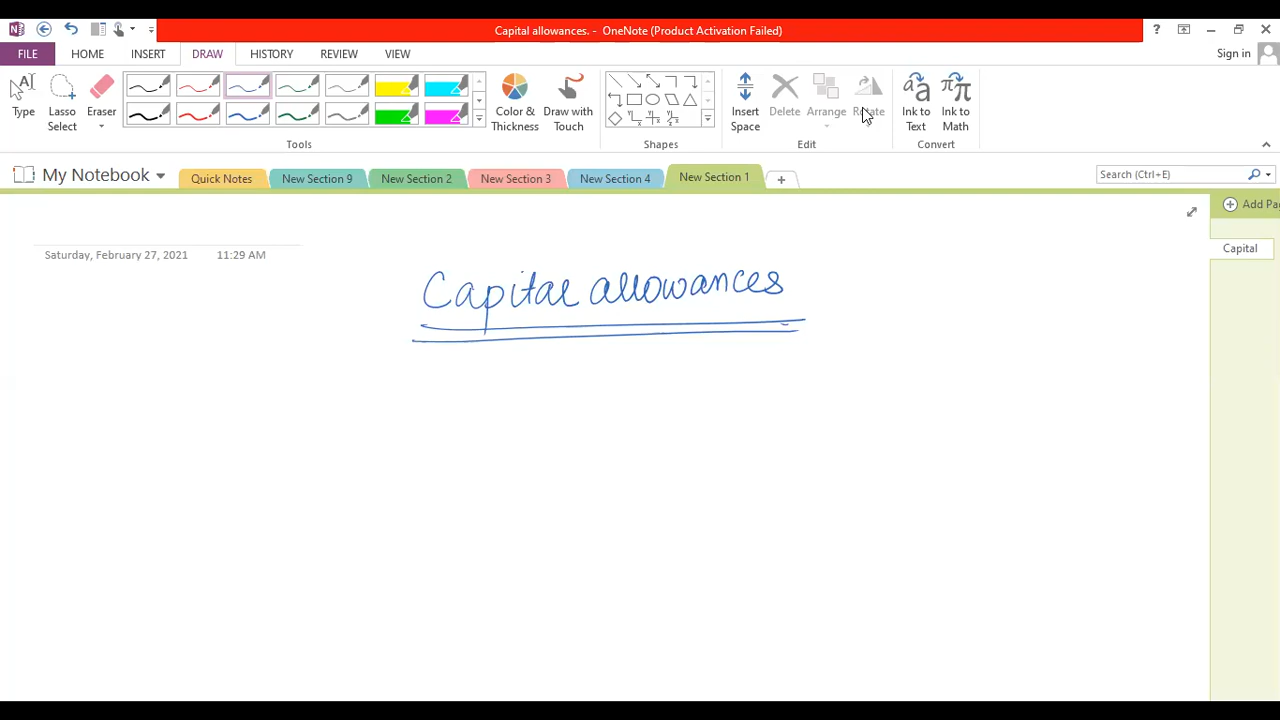 Capital allowances. - OneNote (Product Activation Failed)
FILE HOME INSERT DRAW HISTORY REVIEW VIEW
Sign in
Type
Lasso Select
Eraser
Color & Thickness
Draw with Touch
Insert Space
Delete
Arrange
Rotate
Ink to Text
Ink to Math
Tools Shapes Edit Convert
My Notebook Quick Notes New Section 9 New Section 2 New Section 3 New Section 4 New Section 1
Search (Ctrl+E)
Add Pag
Capital
Saturday, February 27, 2021 11:29 AM
Capital allowances